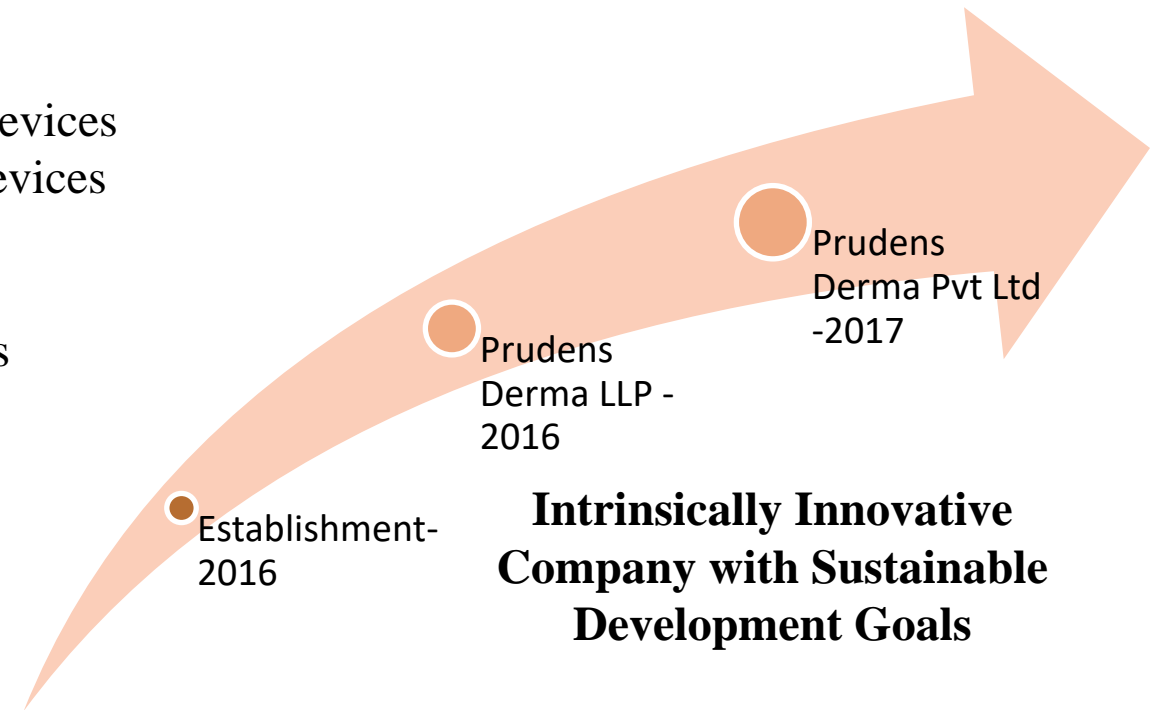 evices
evices
s
Prudens
Derma Pvt Ltd
-2017
Prudens
Derma LLP -
2016
Establishment-
2016
Intrinsically Innovative
Company with Sustainable
Development Goals